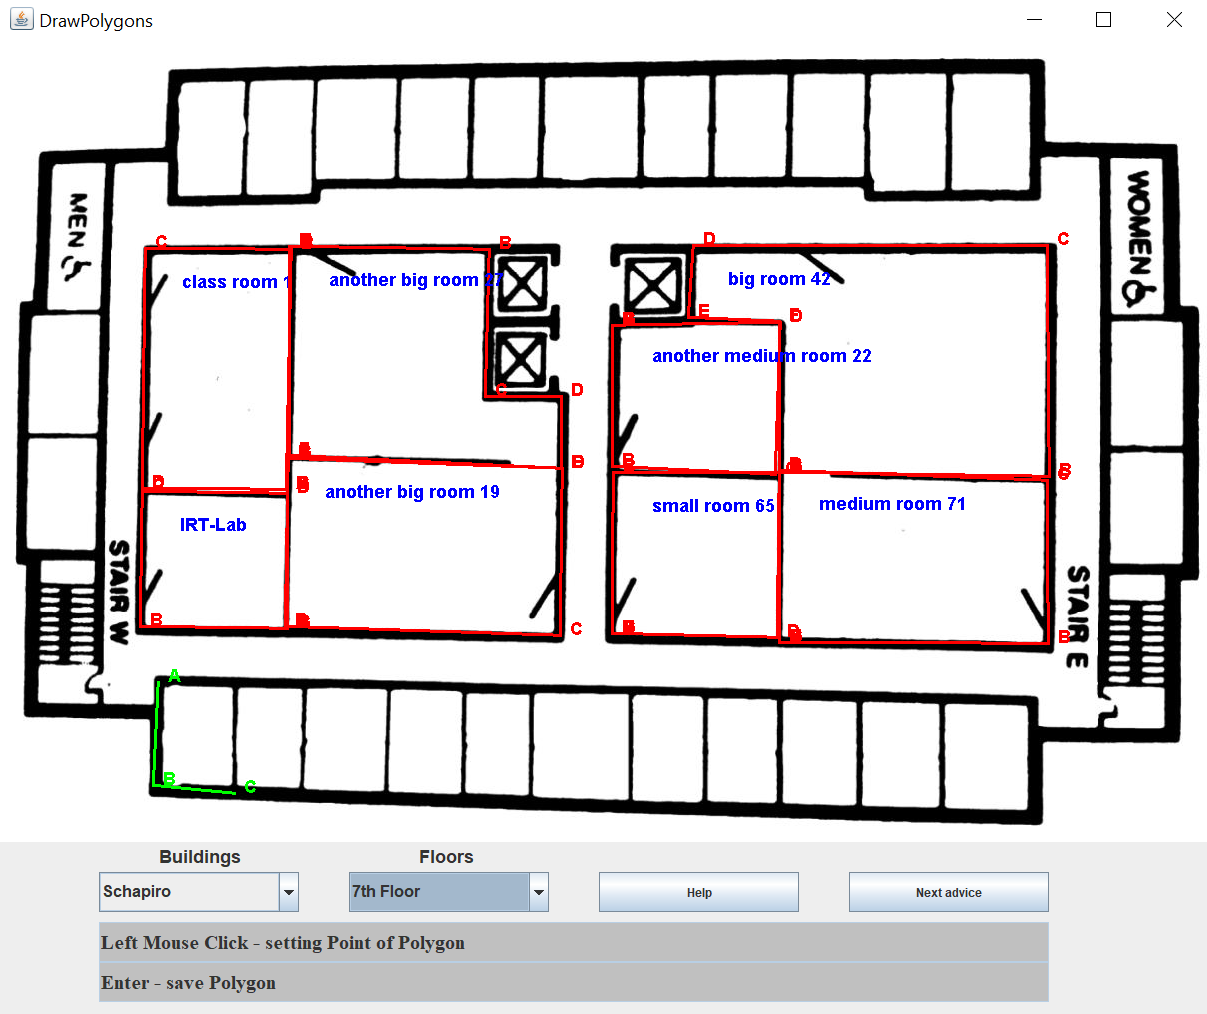 DrawPolygons
MEN
WOMEN
C
B
D
C
class room 1
another big room 27
big room 42
E
D
another medium room 22
C
D
D
B
D
another big room 19
small room 65
medium room 71
IRT-Lab
STAIR W
STAIR E
B
C
D
B
A
B
C
Buildings
Floors
Schapiro
7th Floor
Help
Next advice
Left Mouse Click - setting Point of Polygon
Enter - save Polygon